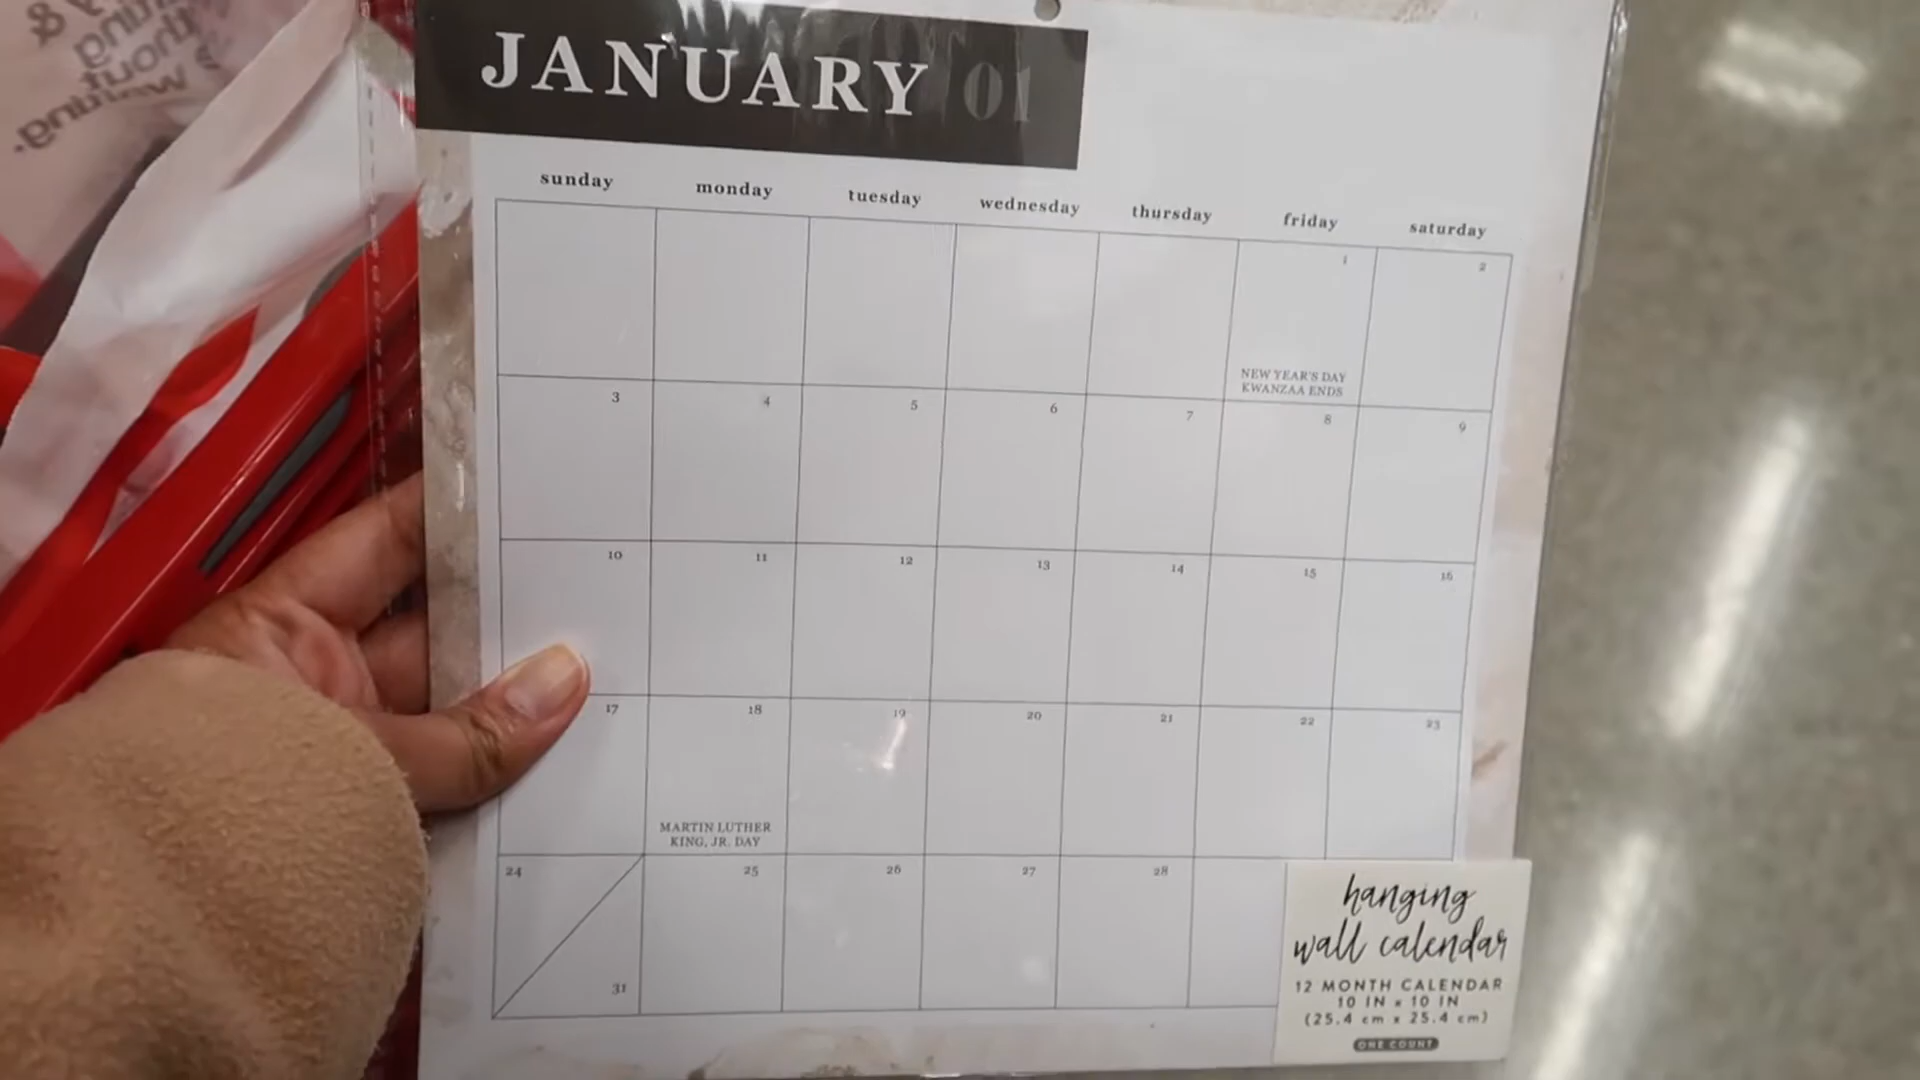 JANUARY 01
sunday monday tuesday wednesday thursday friday saturday
1 2
NEW YEAR'S DAY
KWANZAA ENDS
3 4 5 6 7 8 9
10 11 12 13 14 15 16
17 18 19 20 21 22 23
MARTIN LUTHER
KING, JR. DAY
24 25 26 27 28
31
hanging
wall calendar
12 MONTH CALENDAR
10 IN x 10 IN
(25.4 cm x 25.4 cm)
ONE COUNT